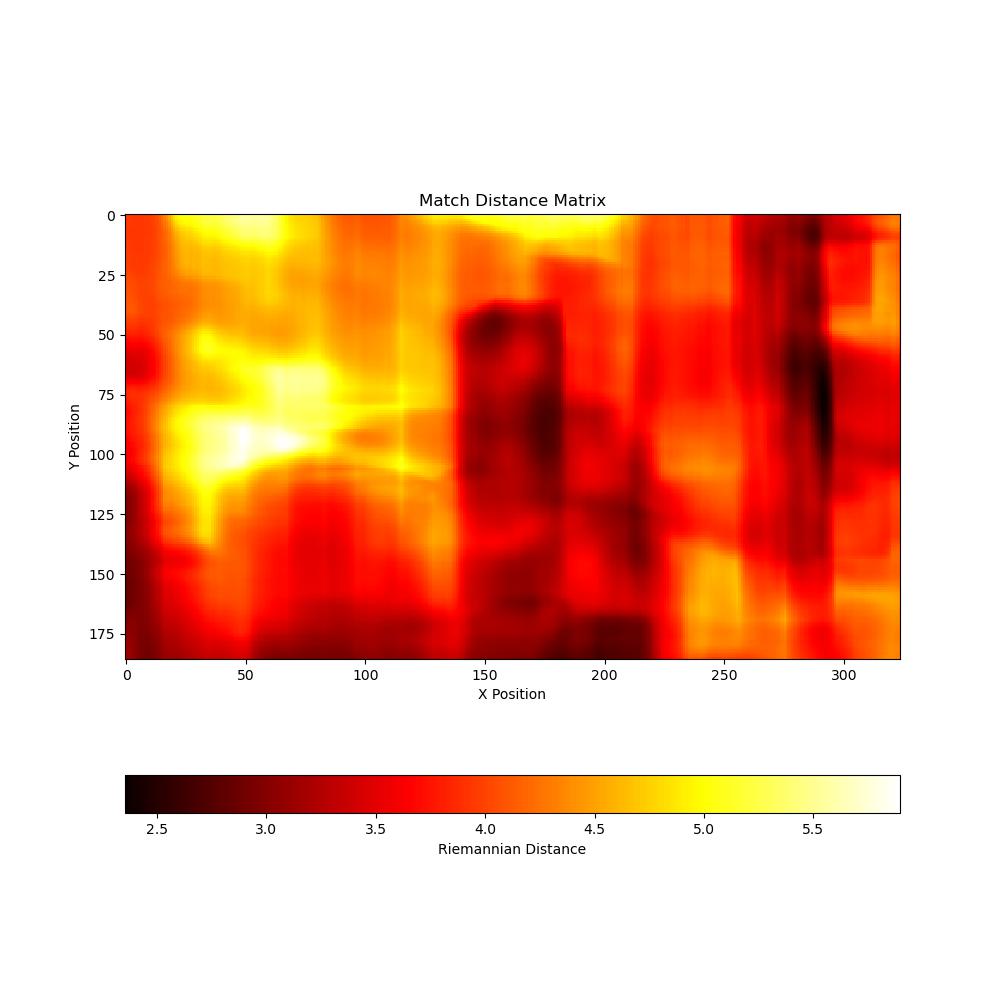 Match Distance Matrix
0
25
50
75
100
125
150
175
Y Position
0 50 100 150 200 250 300
X Position
2.5 3.0 3.5 4.0 4.5 5.0 5.5
Riemannian Distance